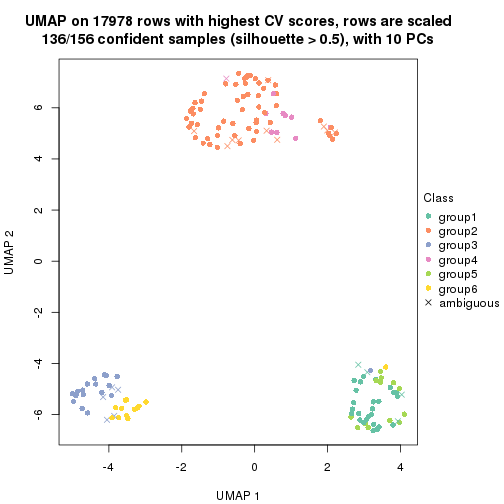 UMAP on 17978 rows with highest CV scores, rows are scaled
136/156 confident samples (silhouette > 0.5), with 10 PCs
6
4
2
0
-2
-4
-6
UMAP 2
-4
-2
0
2
4
UMAP 1
Class
group1
group2
group3
group4
group5
group6
ambiguous